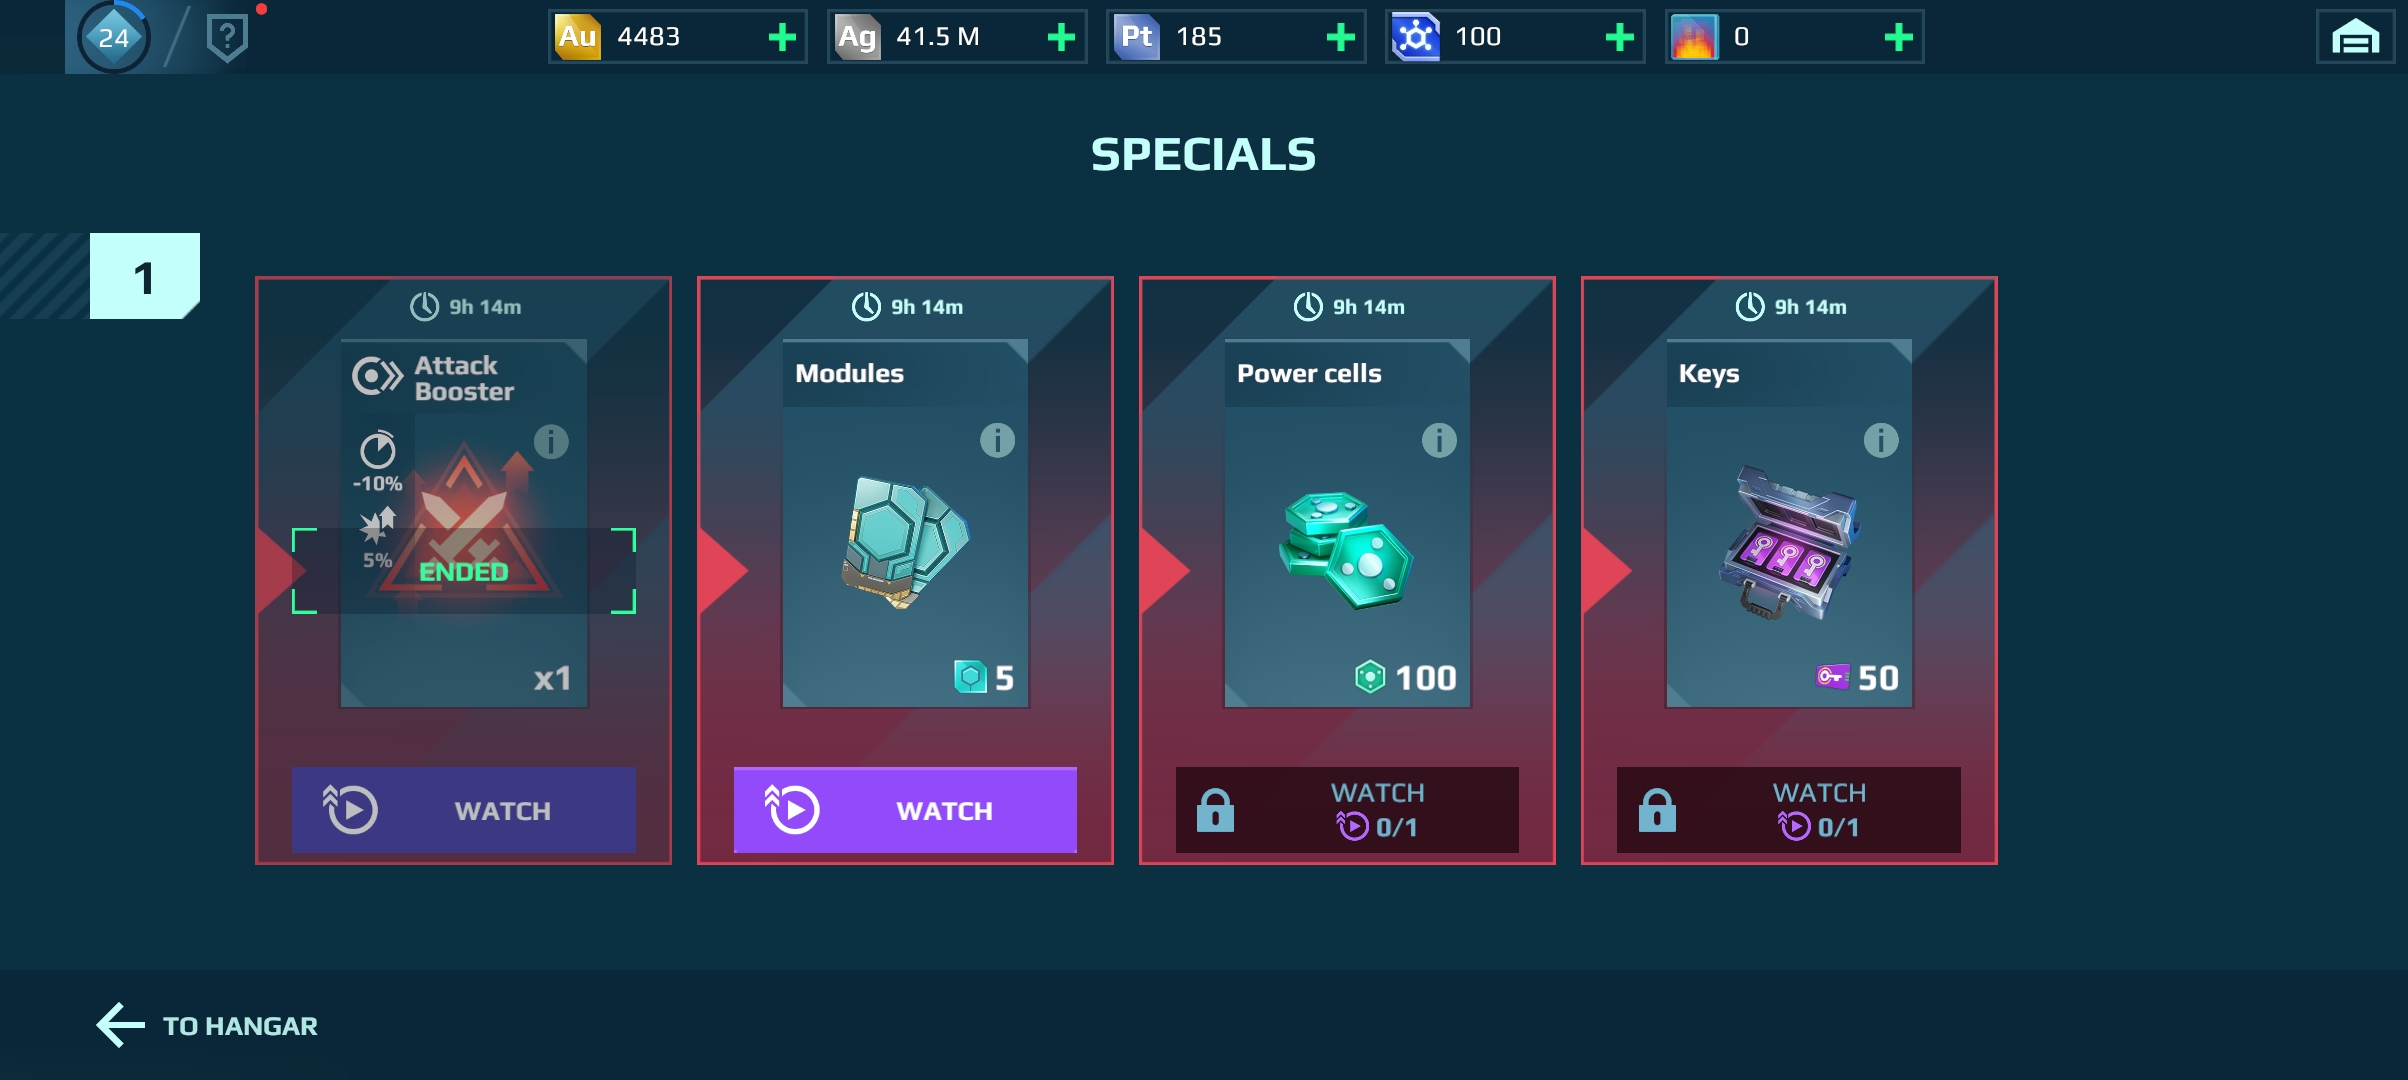 24
?
Au 4483
Ag 41.5 M
Pt 185
100
0
SPECIALS
1
9h 14m
Attack
Booster
i
-10%
5%
ENDED
x1
WATCH
9h 14m
Modules
i
5
WATCH
9h 14m
Power cells
i
100
WATCH
0/1
9h 14m
Keys
i
50
WATCH
0/1
TO HANGAR